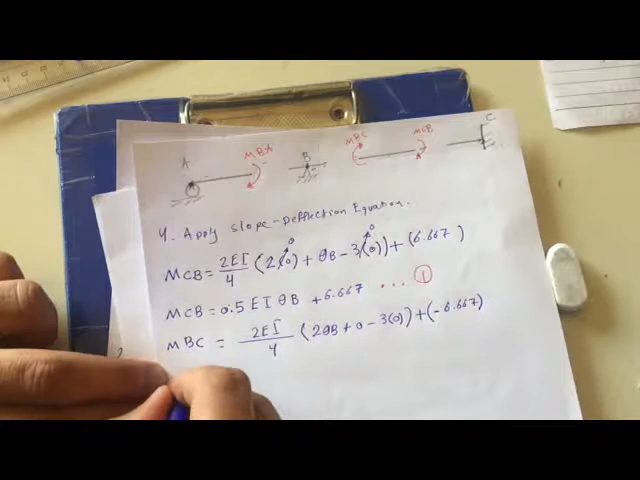 A MBA B MBC MCB C
4. Apply slope-Deflection Equation.
MCB = 2EI/4 (2(0) + θB - 3(0)) + (6.667)
MCB = 0.5 EI θB + 6.667 ... ①
MBC = 2EI/4 (2θB + 0 - 3(0)) + (-6.667)